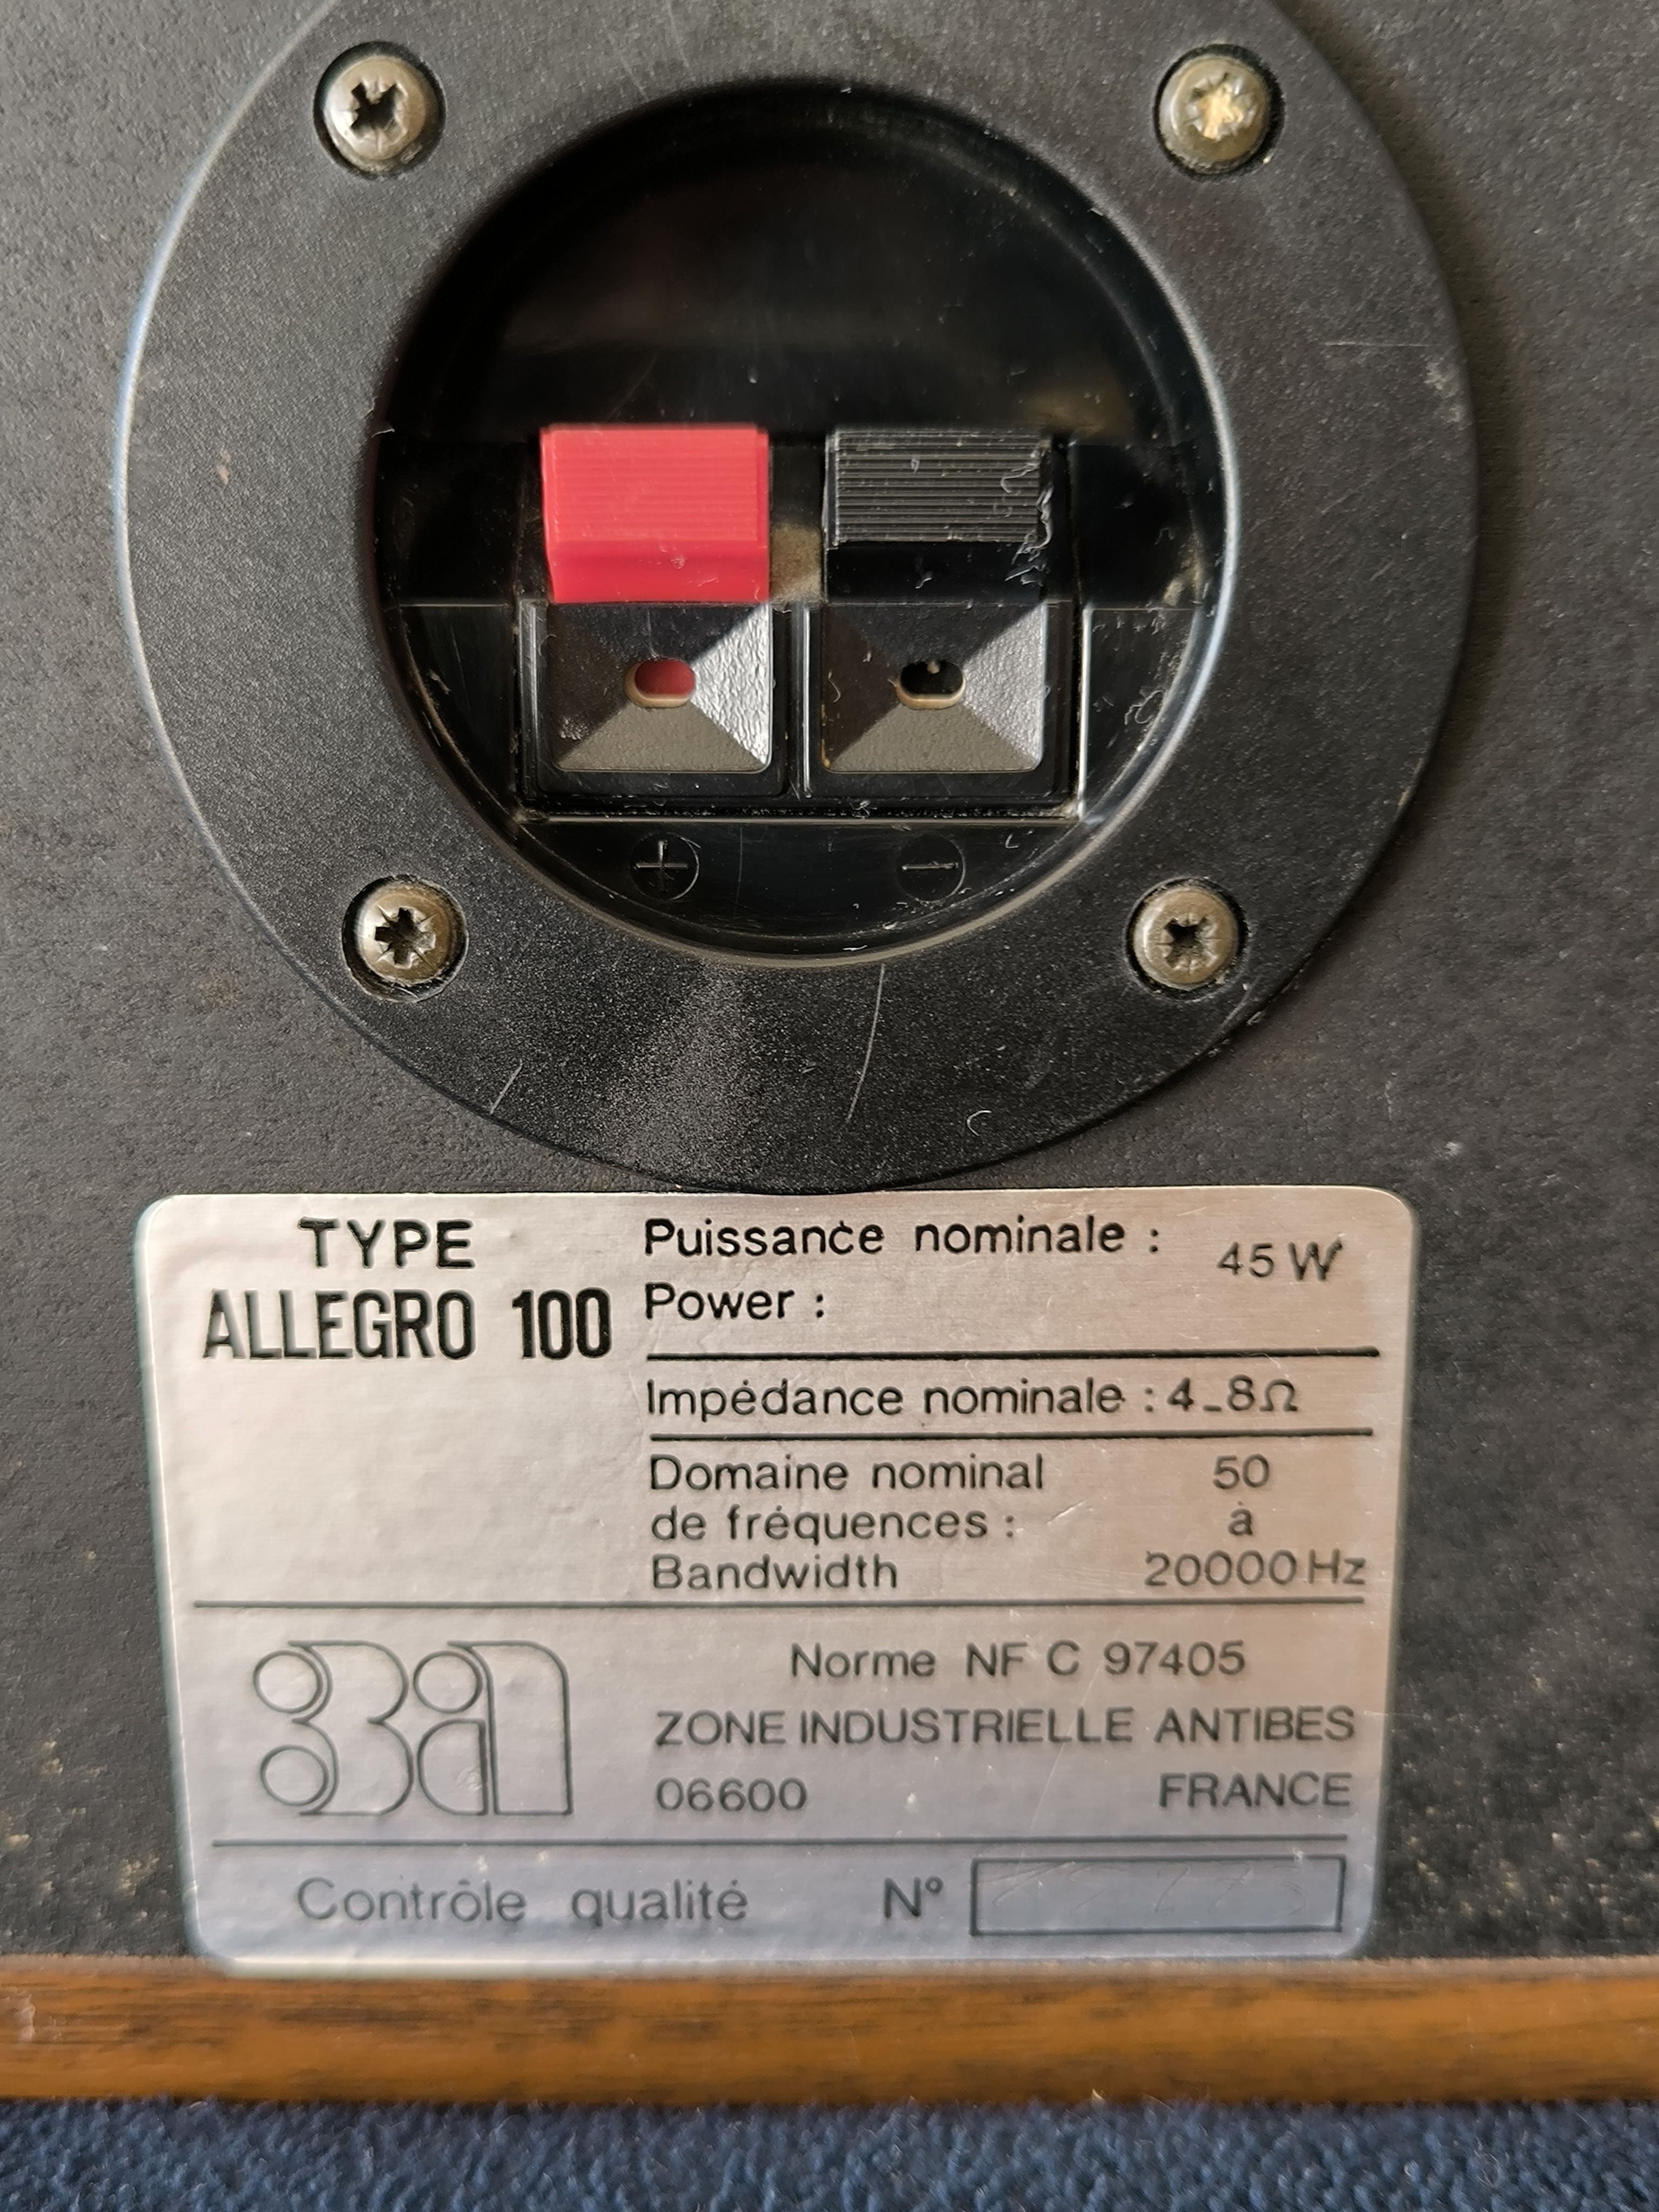 + −
TYPE
ALLEGRO 100
Puissance nominale : 45 W
Power :
Impédance nominale : 4_8Ω
Domaine nominal 50
de fréquences : à
Bandwidth 20000 Hz
3a
Norme NF C 97405
ZONE INDUSTRIELLE ANTIBES
06600 FRANCE
Contrôle qualité N°